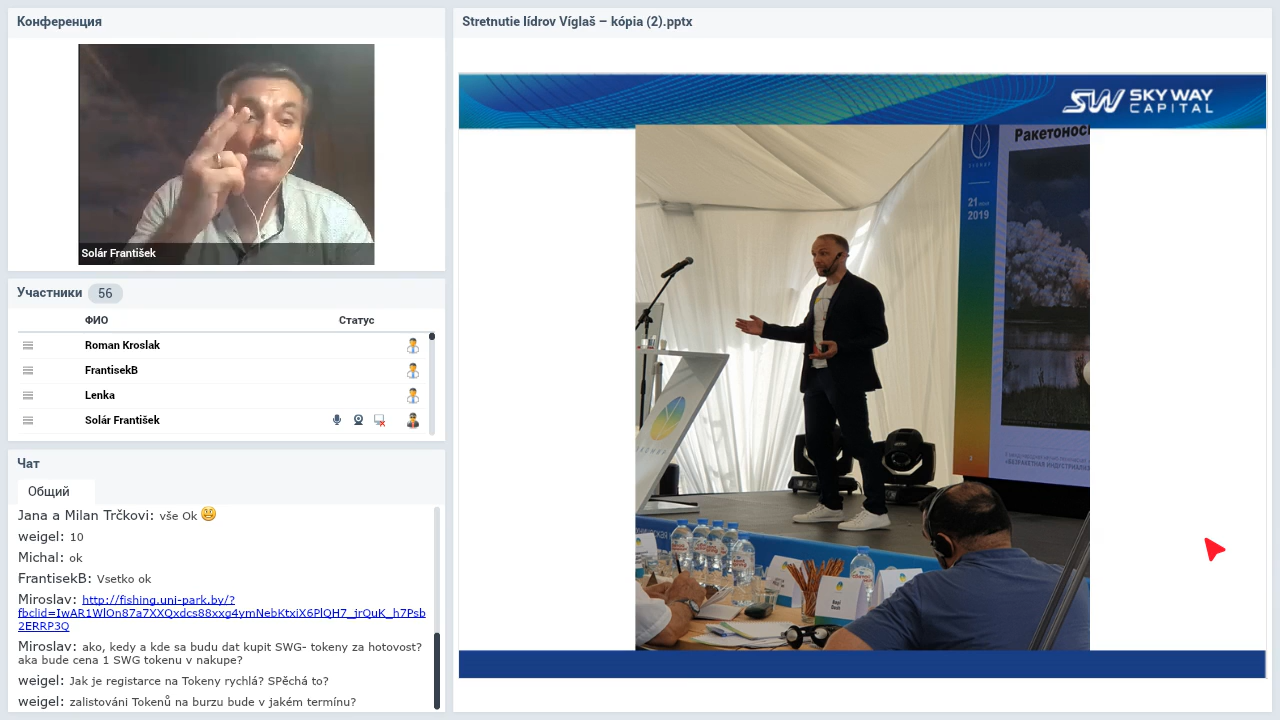 Конференция
Solár František
Участники 56
ФИО Статус
Roman Kroslak
FrantisekB
Lenka
Solár František
Чат
Общий
Jana a Milan Trčkovi: vše Ok
weigel: 10
Michal: ok
FrantisekB: Vsetko ok
Miroslav: http://fishing.uni-park.by/?
fbclid=IwAR1WlOn87a7XXQxdcs88xxg4ymNebKtxiX6PlQH7_jrQuK_h7Psb
2ERRP3Q
Miroslav: ako, kedy a kde sa budu dat kupit SWG- tokeny za hotovost?
aka bude cena 1 SWG tokenu v nakupe?
weigel: Jak je registarce na Tokeny rychlá? SPěchá to?
weigel: zalistováni Tokenů na burzu bude v jakém termínu?
Stretnutie lídrov Víglaš – kópia (2).pptx
SW SKY WAY
CAPITAL
Ракетонос
21
2019